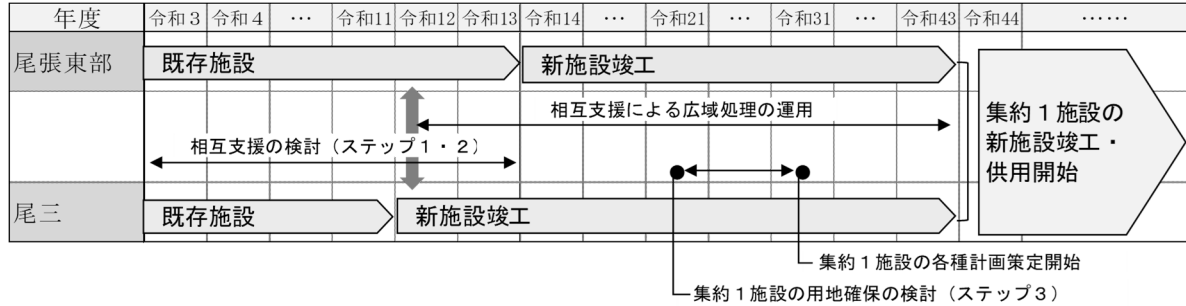 年度 令和３ 令和４ … 令和11 令和12 令和13 令和14 … 令和21 … 令和31 … 令和43 令和44 ……
尾張東部 既存施設 新施設竣工
相互支援による広域処理の運用
相互支援の検討（ステップ１・２）
集約１施設の
新施設竣工・
供用開始
尾三 既存施設 新施設竣工
集約１施設の各種計画策定開始
集約１施設の用地確保の検討（ステップ３）